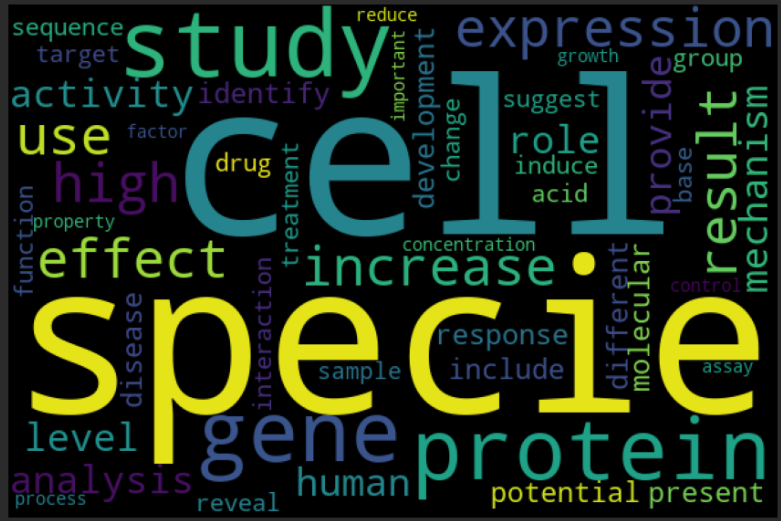 sequence
study
reduce
expression
target
important
growth
group
activity
identify
development
provide
suggest
use
factor
cell
change
role
result
mechanism
drug
treatment
induce
base
high
acid
function
property
effect
concentration
increase
different
molecular
control
specie
disease
interaction
response
sample
include
assay
gene
level
protein
analysis
human
process
reveal
potential
present